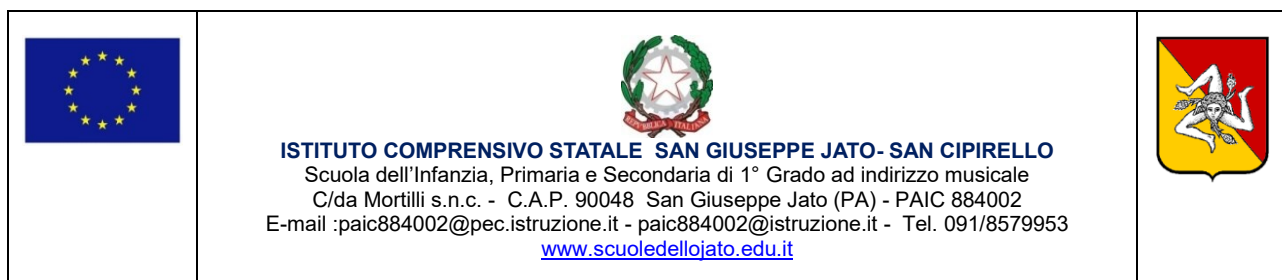 REPVBBLICA ITALIANA
ISTITUTO COMPRENSIVO STATALE SAN GIUSEPPE JATO- SAN CIPIRELLO
Scuola dell'Infanzia, Primaria e Secondaria di 1° Grado ad indirizzo musicale
C/da Mortilli s.n.c. - C.A.P. 90048 San Giuseppe Jato (PA) - PAIC 884002
E-mail :paic884002@pec.istruzione.it - paic884002@istruzione.it - Tel. 091/8579953
www.scuoledellojato.edu.it